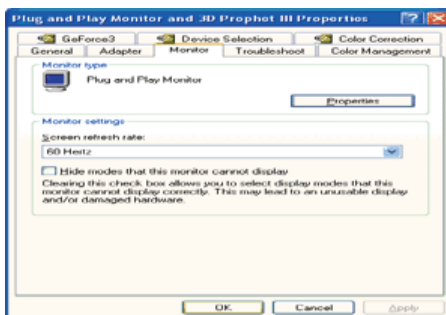 Plug and Play Monitor and 3D Prophet III Properties
GeForce3 Device Selection Color Correction
General Adapter Monitor Troubleshoot Color Management
Monitor type
Plug and Play Monitor
Properties
Monitor settings
Screen refresh rate:
60 Hertz
Hide modes that this monitor cannot display
Clearing this check box allows you to select display modes that this
monitor cannot display correctly. This may lead to an unusable display
and/or damaged hardware.
OK Cancel Apply